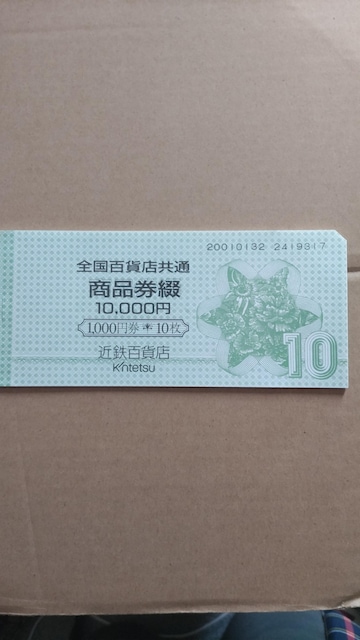 20010132 2419317
全国百貨店共通
商品券綴
10,000円
1,000円券*10枚
近鉄百貨店
Kintetsu
10